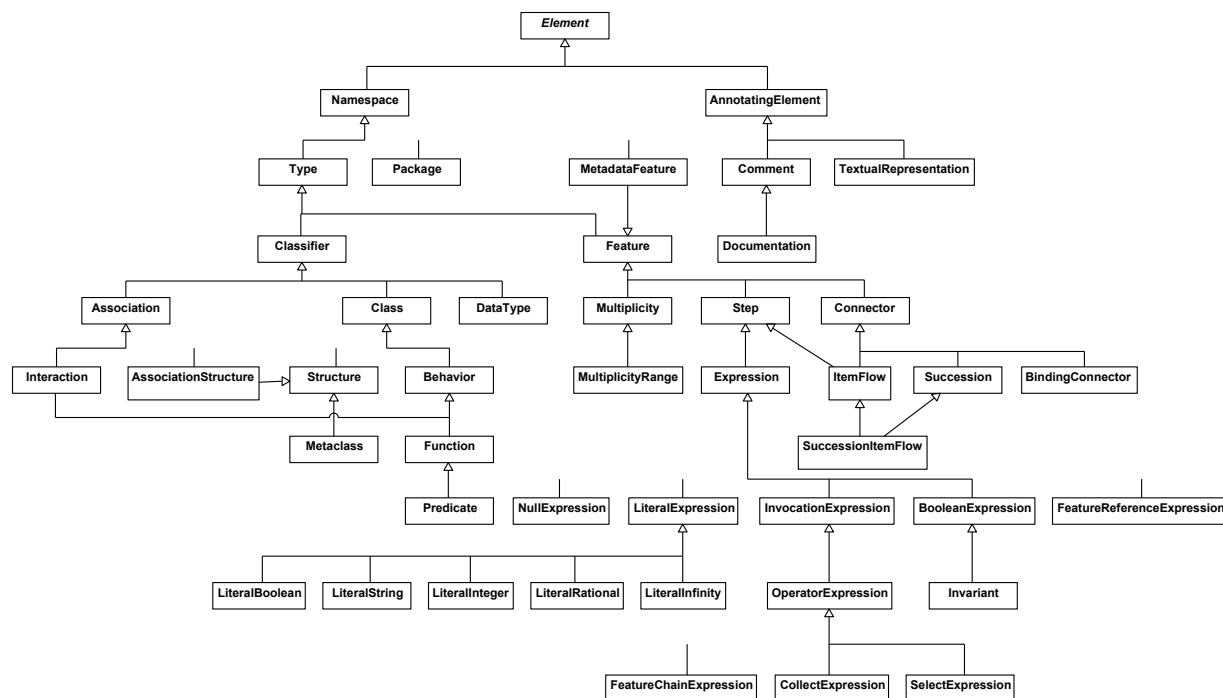 Element
Namespace
AnnotatingElement
Type
Package
MetadataFeature
Comment
TextualRepresentation
Classifier
Feature
Documentation
Association
Class
DataType
Multiplicity
Step
Connector
Interaction
AssociationStructure
Structure
Behavior
MultiplicityRange
Expression
ItemFlow
Succession
BindingConnector
Metaclass
Function
SuccessionItemFlow
Predicate
NullExpression
LiteralExpression
InvocationExpression
BooleanExpression
FeatureReferenceExpression
LiteralBoolean
LiteralString
LiteralInteger
LiteralRational
LiteralInfinity
OperatorExpression
Invariant
FeatureChainExpression
CollectExpression
SelectExpression